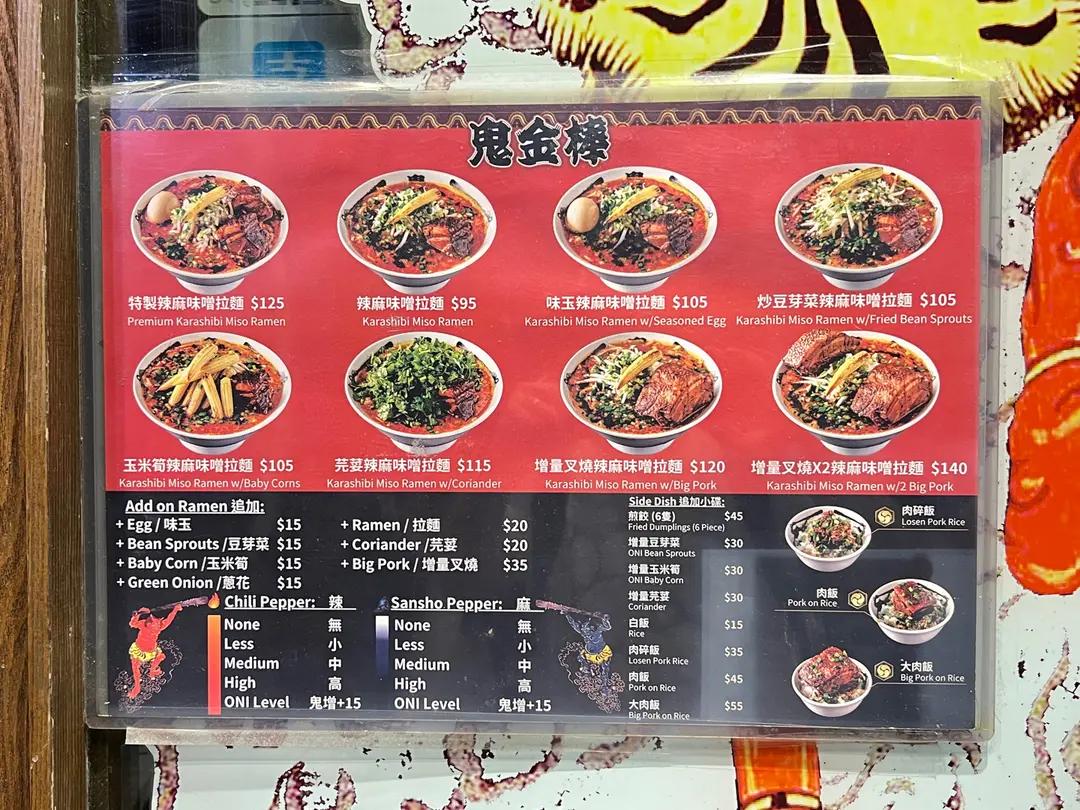 鬼金棒
特製辣麻味噌拉麵 $125
Premium Karashibi Miso Ramen
辣麻味噌拉麵 $95
Karashibi Miso Ramen
味玉辣麻味噌拉麵 $105
Karashibi Miso Ramen w/Seasoned Egg
炒豆芽菜辣麻味噌拉麵 $105
Karashibi Miso Ramen w/Fried Bean Sprouts
玉米筍辣麻味噌拉麵 $105
Karashibi Miso Ramen w/Baby Corns
芫荽辣麻味噌拉麵 $115
Karashibi Miso Ramen w/Coriander
增量叉燒辣麻味噌拉麵 $120
Karashibi Miso Ramen w/Big Pork
增量叉燒X2辣麻味噌拉麵 $140
Karashibi Miso Ramen w/2 Big Pork
Add on Ramen 追加:
+ Egg / 味玉 $15
+ Bean Sprouts /豆芽菜 $15
+ Baby Corn /玉米筍 $15
+ Green Onion /蔥花 $15
+ Ramen / 拉麵 $20
+ Coriander /芫荽 $20
+ Big Pork / 增量叉燒 $35
Chili Pepper: 辣
None 無
Less 小
Medium 中
High 高
ONI Level 鬼增+15
Sansho Pepper: 麻
None 無
Less 小
Medium 中
High 高
ONI Level 鬼增+15
Side Dish 追加小碟:
煎餃 (6隻) $45
Fried Dumplings (6 Piece)
增量豆芽菜 $30
ONI Bean Sprouts
增量玉米筍 $30
ONI Baby Corn
增量芫荽 $30
Coriander
白飯 $15
Rice
肉碎飯 $35
Losen Pork Rice
肉飯 $45
Pork on Rice
大肉飯 $55
Big Pork on Rice
肉碎飯
Losen Pork Rice
肉飯
Pork on Rice
大肉飯
Big Pork on Rice